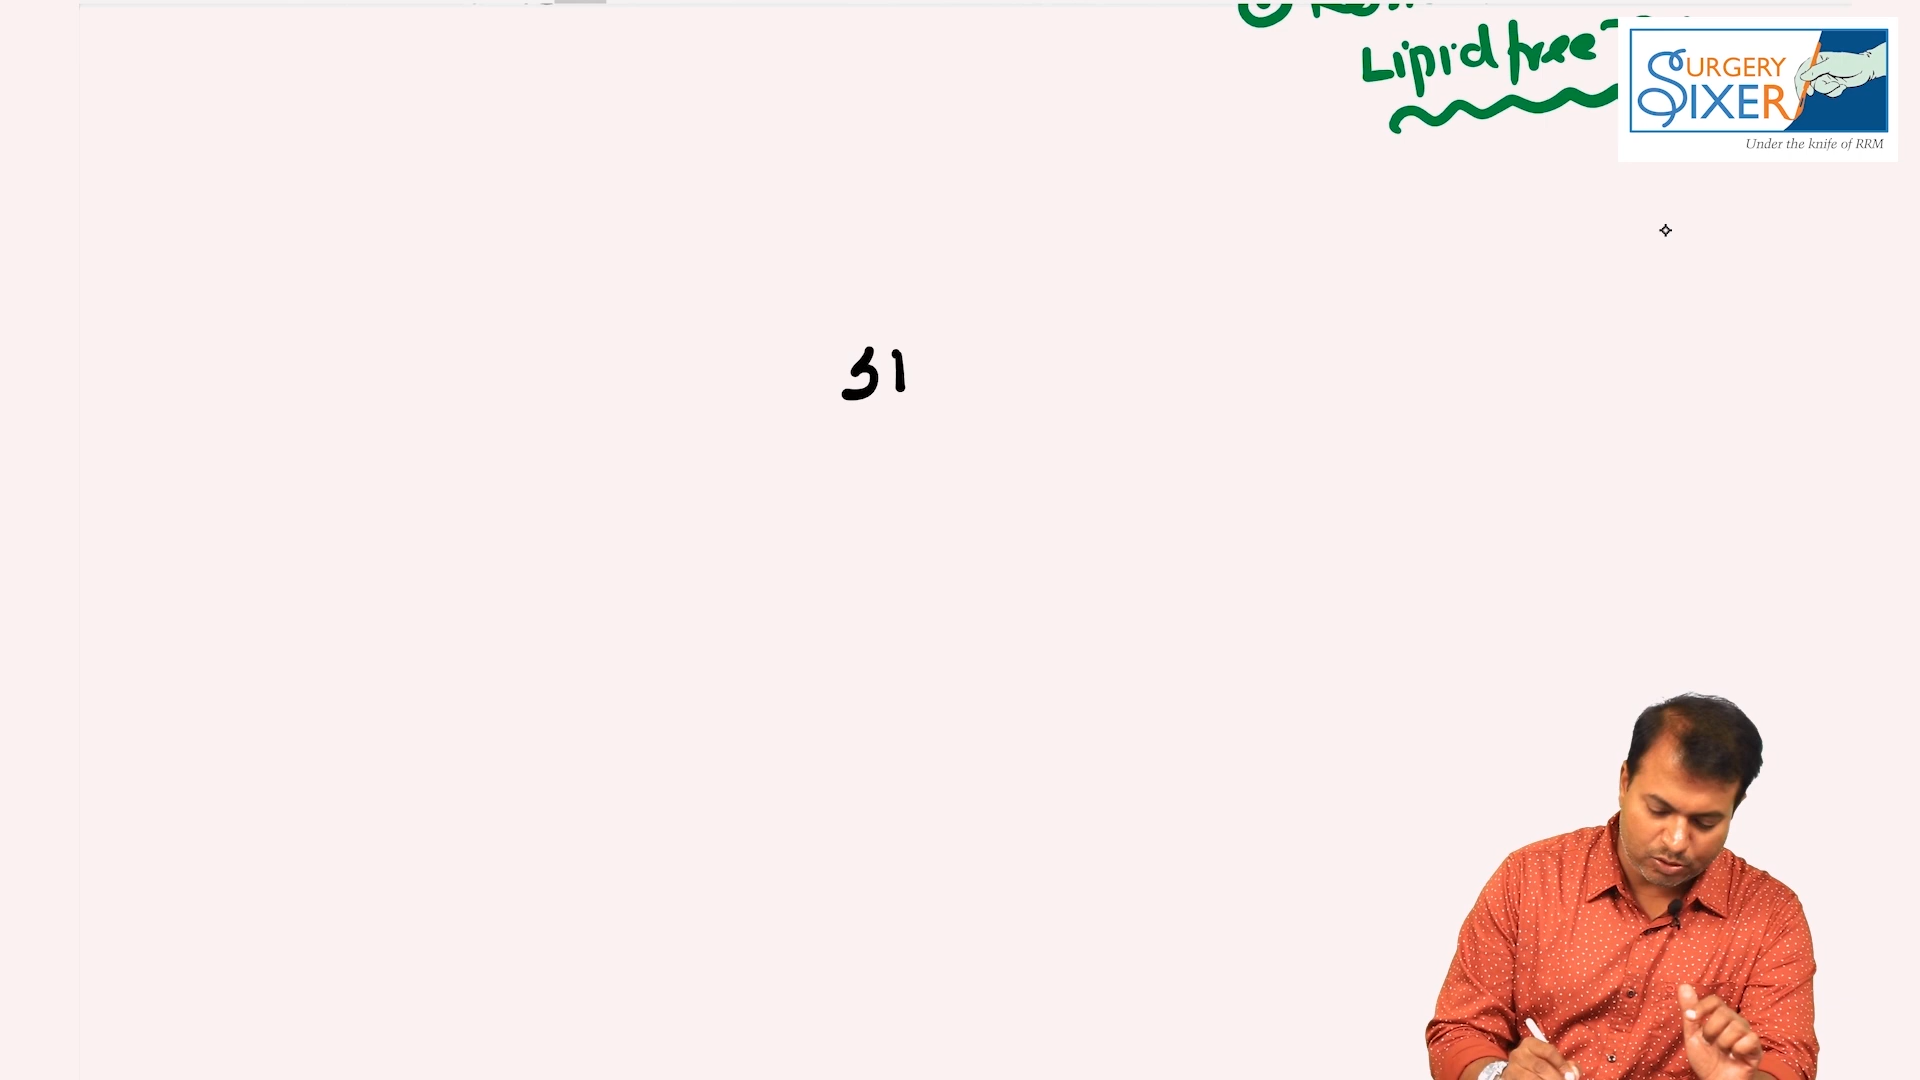 Lipid free
SURGERY
SIXER
Under the knife of RRM
31